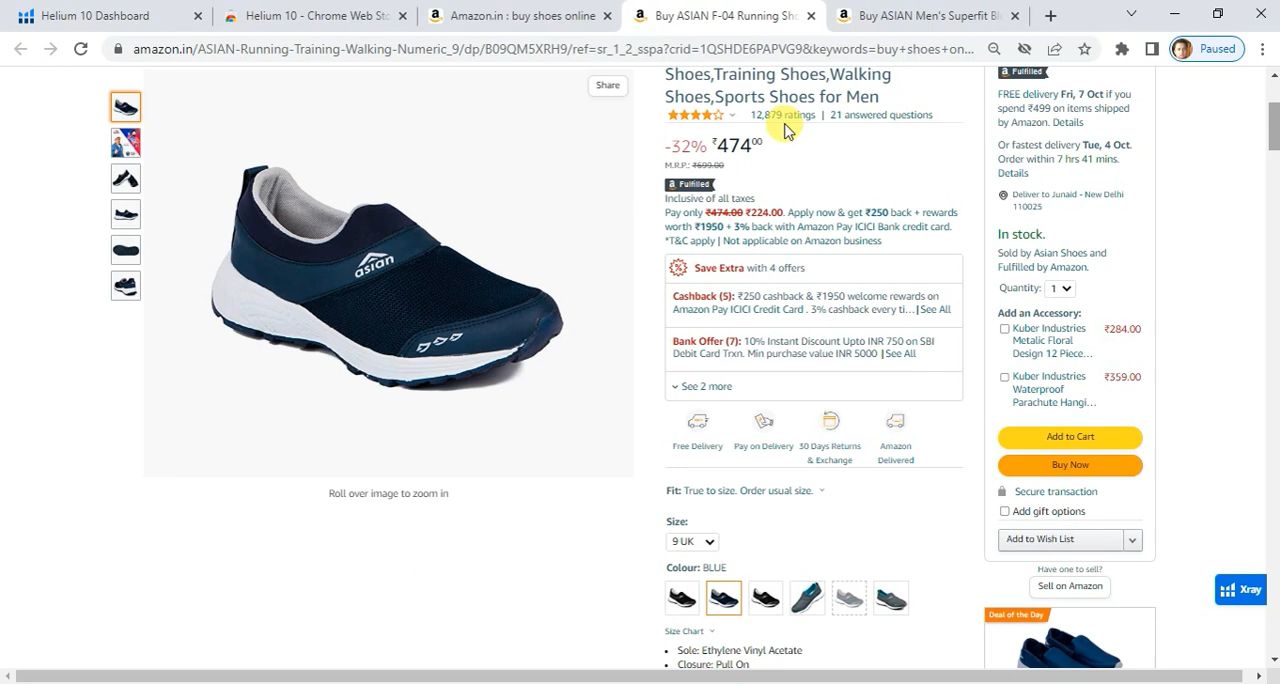 Helium 10 Dashboard
Helium 10 - Chrome Web Sto
Amazon.in : buy shoes online
Buy ASIAN F-04 Running Sho
Buy ASIAN Men's Superfit Bl
amazon.in/ASIAN-Running-Training-Walking-Numeric_9/dp/B09QM5XRH9/ref=sr_1_2_sspa?crid=1QSHDE6PAPVG9&keywords=buy+shoes+on...
Paused
Share
Shoes,Training Shoes,Walking
Shoes,Sports Shoes for Men
12,879 ratings | 21 answered questions
-32% ₹474⁰⁰
M.R.P.: ₹699.00
a Fulfilled
Inclusive of all taxes
Pay only ₹474.00 ₹224.00. Apply now & get ₹250 back + rewards
worth ₹1950 + 3% back with Amazon Pay ICICI Bank credit card.
*T&C apply | Not applicable on Amazon business
Save Extra with 4 offers
Cashback (5): ₹250 cashback & ₹1950 welcome rewards on
Amazon Pay ICICI Credit Card . 3% cashback every ti... | See All
Bank Offer (7): 10% Instant Discount Upto INR 750 on SBI
Debit Card Trxn. Min purchase value INR 5000 | See All
See 2 more
Free Delivery
Pay on Delivery
30 Days Returns
& Exchange
Amazon
Delivered
Fit: True to size. Order usual size.
Size:
9 UK
Colour: BLUE
Size Chart
• Sole: Ethylene Vinyl Acetate
• Closure: Pull On
asian
Roll over image to zoom in
a Fulfilled
FREE delivery Fri, 7 Oct if you
spend ₹499 on items shipped
by Amazon. Details
Or fastest delivery Tue, 4 Oct.
Order within 7 hrs 41 mins.
Details
Deliver to Junaid - New Delhi
110025
In stock.
Sold by Asian Shoes and
Fulfilled by Amazon.
Quantity: 1
Add an Accessory:
Kuber Industries ₹284.00
Metalic Floral
Design 12 Piece...
Kuber Industries ₹359.00
Waterproof
Parachute Hangi...
Add to Cart
Buy Now
Secure transaction
Add gift options
Add to Wish List
Have one to sell?
Sell on Amazon
Xray
Deal of the Day